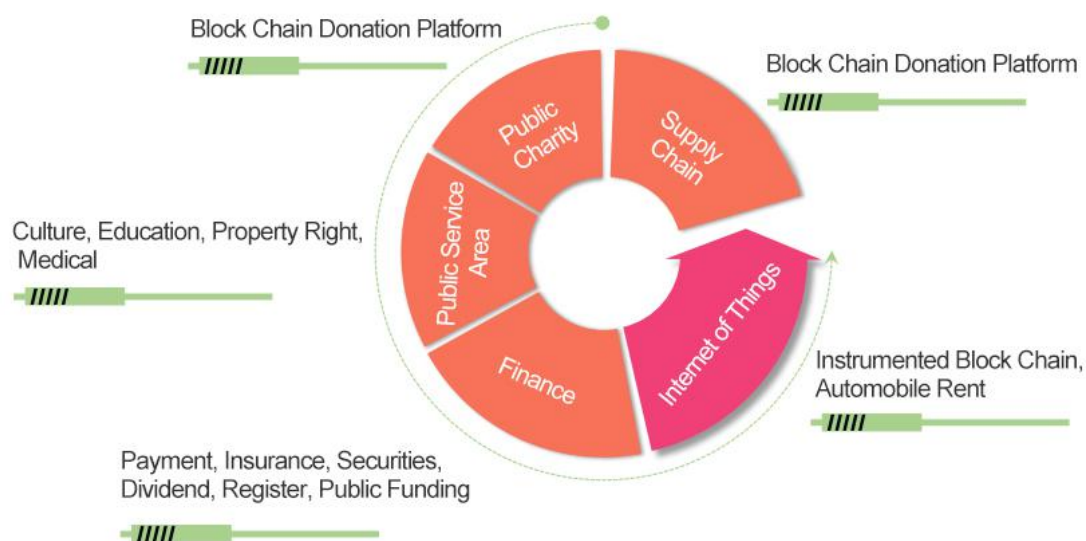 Block Chain Donation Platform
Block Chain Donation Platform
Public
Charity
Supply
Chain
Culture, Education, Property Right,
Medical
Public Service
Area
Internet of Things
Finance
Instrumented Block Chain,
Automobile Rent
Payment, Insurance, Securities,
Dividend, Register, Public Funding